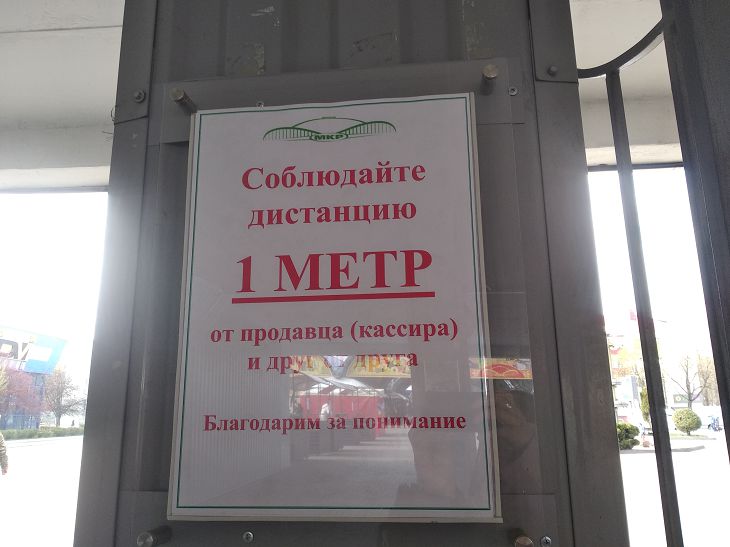 МКР
Соблюдайте
дистанцию
1 МЕТР
от продавца (кассира)
и друг друга
Благодарим за понимание